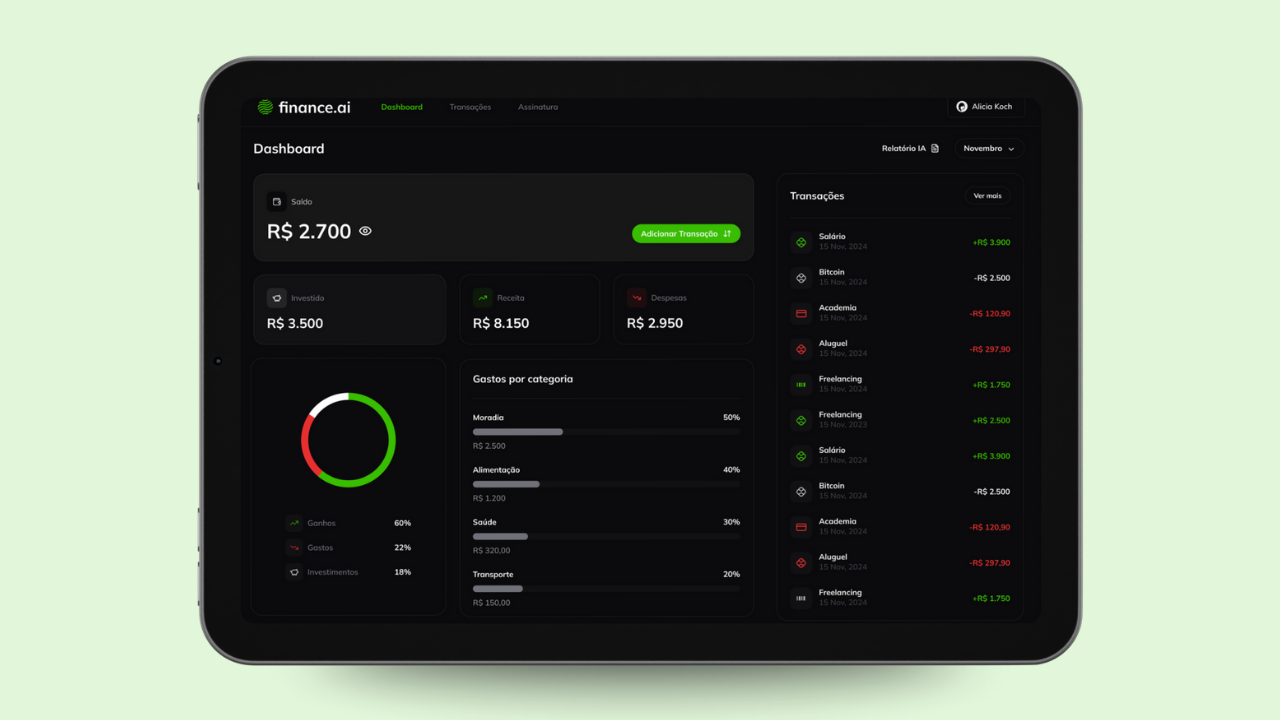 finance.ai
Dashboard
Transações
Assinatura
Alicia Koch
Dashboard
Relatório IA
Novembro
Saldo
R$ 2.700
Adicionar Transação
Investido
R$ 3.500
Receita
R$ 8.150
Despesas
R$ 2.950
Ganhos 60%
Gastos 22%
Investimentos 18%
Gastos por categoria
Moradia 50%
R$ 2.500
Alimentação 40%
R$ 1.200
Saúde 30%
R$ 320,00
Transporte 20%
R$ 150,00
Transações
Ver mais
Salário
15 Nov, 2024
+R$ 3.900
Bitcoin
15 Nov, 2024
-R$ 2.500
Academia
15 Nov, 2024
-R$ 120,90
Aluguel
15 Nov, 2024
-R$ 297,90
Freelancing
15 Nov, 2024
+R$ 1.750
Freelancing
15 Nov, 2023
+R$ 2.500
Salário
15 Nov, 2024
+R$ 3.900
Bitcoin
15 Nov, 2024
-R$ 2.500
Academia
15 Nov, 2024
-R$ 120,90
Aluguel
15 Nov, 2024
-R$ 297,90
Freelancing
15 Nov, 2024
+R$ 1.750